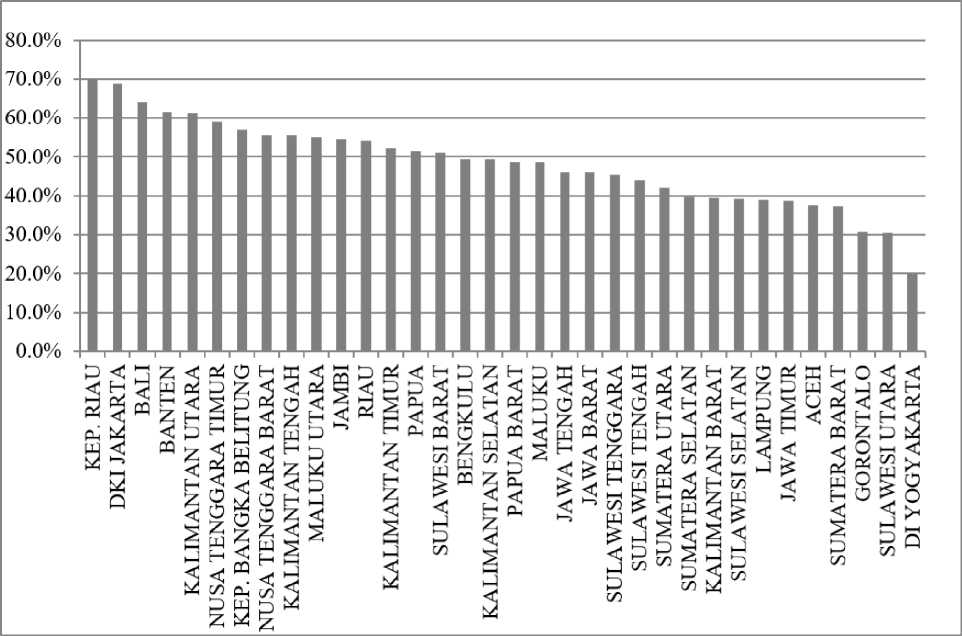 80.0%
70.0%
60.0%
50.0%
40.0%
30.0%
20.0%
10.0%
0.0%
KEP. RIAU
DKI JAKARTA
BALI
BANTEN
KALIMANTAN UTARA
NUSA TENGGARA TIMUR
KEP. BANGKA BELITUNG
NUSA TENGGARA BARAT
KALIMANTAN TENGAH
MALUKU UTARA
JAMBI
RIAU
KALIMANTAN TIMUR
PAPUA
SULAWESI BARAT
BENGKULU
KALIMANTAN SELATAN
PAPUA BARAT
MALUKU
JAWA TENGAH
JAWA BARAT
SULAWESI TENGGARA
SULAWESI TENGAH
SUMATERA UTARA
SUMATERA SELATAN
KALIMANTAN BARAT
SULAWESI SELATAN
LAMPUNG
JAWA TIMUR
ACEH
SUMATERA BARAT
GORONTALO
SULAWESI UTARA
DI YOGYAKARTA